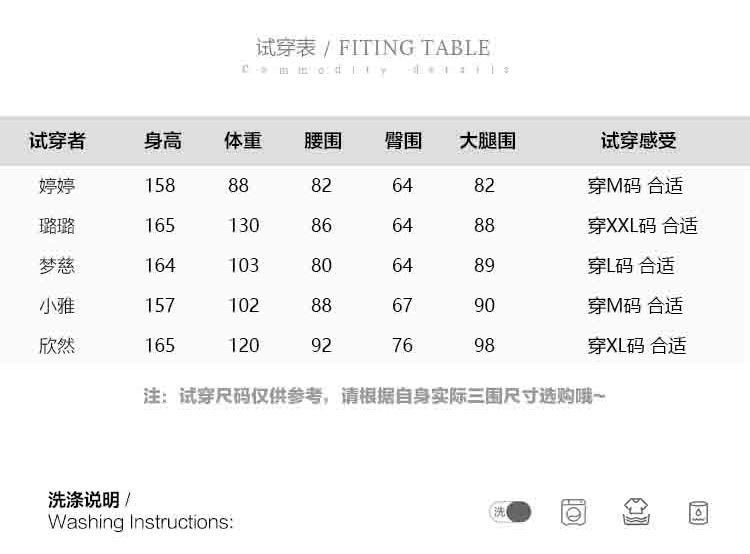 试穿表 / FITING TABLE
Commodity details
试穿者 身高 体重 腰围 臀围 大腿围 试穿感受
婷婷 158 88 82 64 82 穿M码 合适
璐璐 165 130 86 64 88 穿XXL码 合适
梦慈 164 103 80 64 89 穿L码 合适
小雅 157 102 88 67 90 穿M码 合适
欣然 165 120 92 76 98 穿XL码 合适
注：试穿尺码仅供参考，请根据自身实际三围尺寸选购哦~
洗涤说明 /
Washing Instructions:
洗